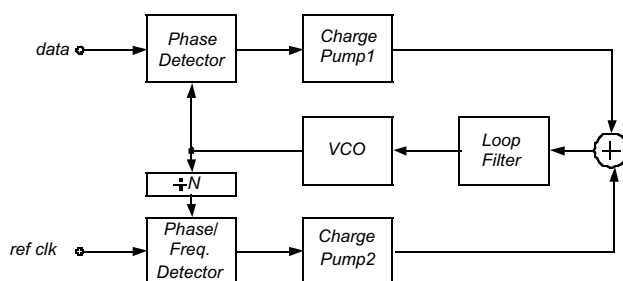 data
Phase
Detector
Charge
Pump1
VCO
Loop
Filter
+
÷N
ref clk
Phase/
Freq.
Detector
Charge
Pump2